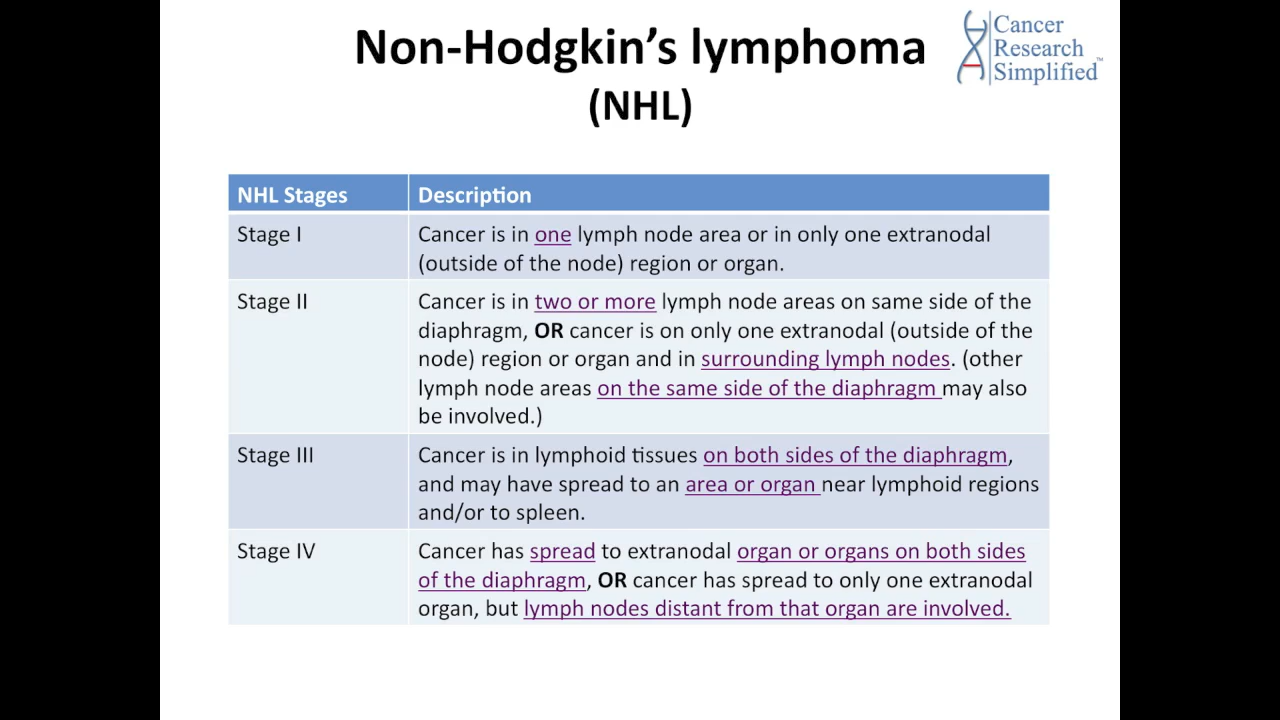 Non-Hodgkin’s lymphoma
(NHL)
Cancer
Research
Simplified™
NHL Stages
Description
Stage I
Cancer is in one lymph node area or in only one extranodal
(outside of the node) region or organ.
Stage II
Cancer is in two or more lymph node areas on same side of the
diaphragm, OR cancer is on only one extranodal (outside of the
node) region or organ and in surrounding lymph nodes. (other
lymph node areas on the same side of the diaphragm may also
be involved.)
Stage III
Cancer is in lymphoid tissues on both sides of the diaphragm,
and may have spread to an area or organ near lymphoid regions
and/or to spleen.
Stage IV
Cancer has spread to extranodal organ or organs on both sides
of the diaphragm, OR cancer has spread to only one extranodal
organ, but lymph nodes distant from that organ are involved.